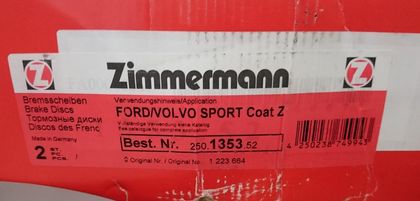 Z Zimmermann Z
Bremsscheiben
Brake Discs
Тормозные диски
Discos des Frenq
Made in Germany
2 ST. PC. PCS.
Verwendungshinweis/Application
FORD/VOLVO SPORT Coat Z
Vollständige Verwendung siehe Katalog
See catalogue for complete application
Best. Nr. 250.1353.52
2 Original Nr. / Original No. 1 223 664
4 250238 749943